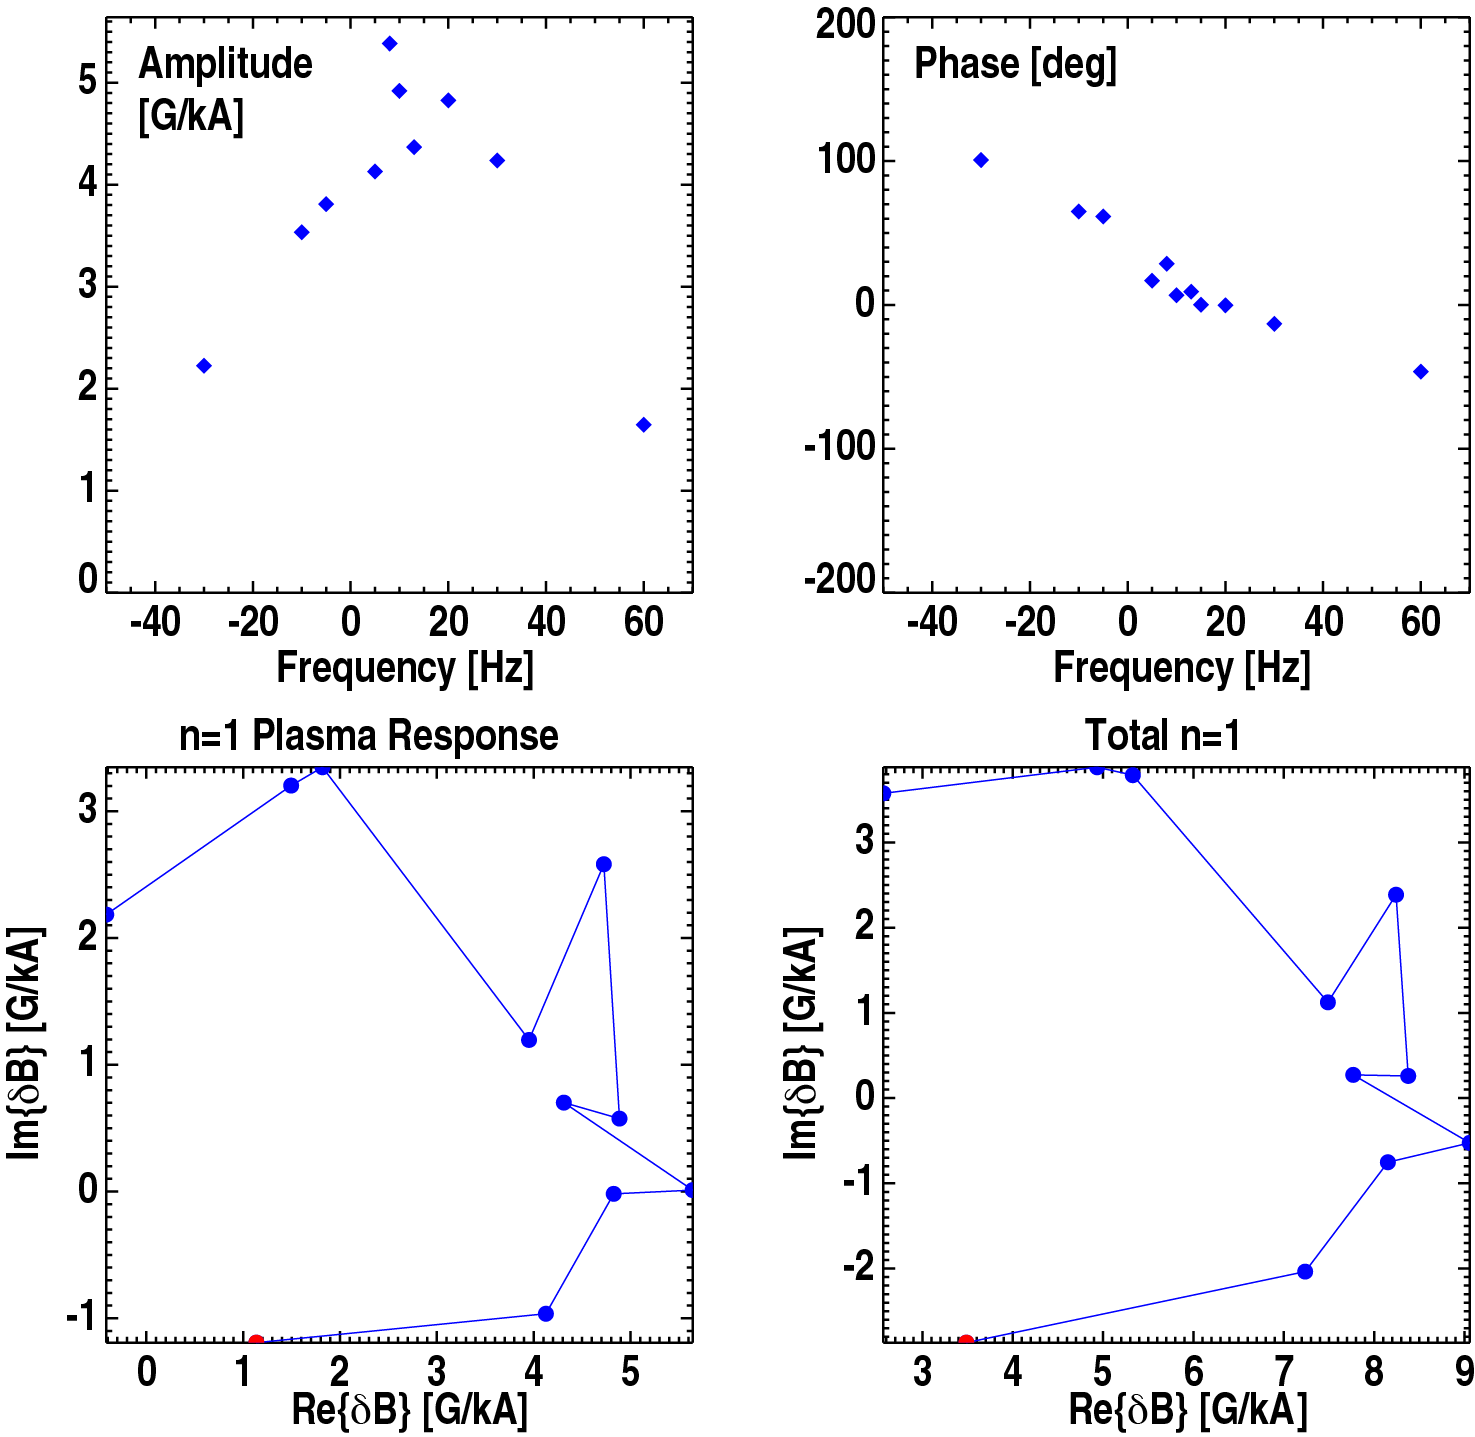 Amplitude
[G/kA]
5
4
3
2
1
0
-40 -20 0 20 40 60
Frequency [Hz]
Phase [deg]
200
100
0
-100
-200
-40 -20 0 20 40 60
Frequency [Hz]
n=1 Plasma Response
3
2
1
0
-1
Im{δB} [G/kA]
0 1 2 3 4 5
Re{δB} [G/kA]
Total n=1
3
2
1
0
-1
-2
Im{δB} [G/kA]
3 4 5 6 7 8 9
Re{δB} [G/kA]